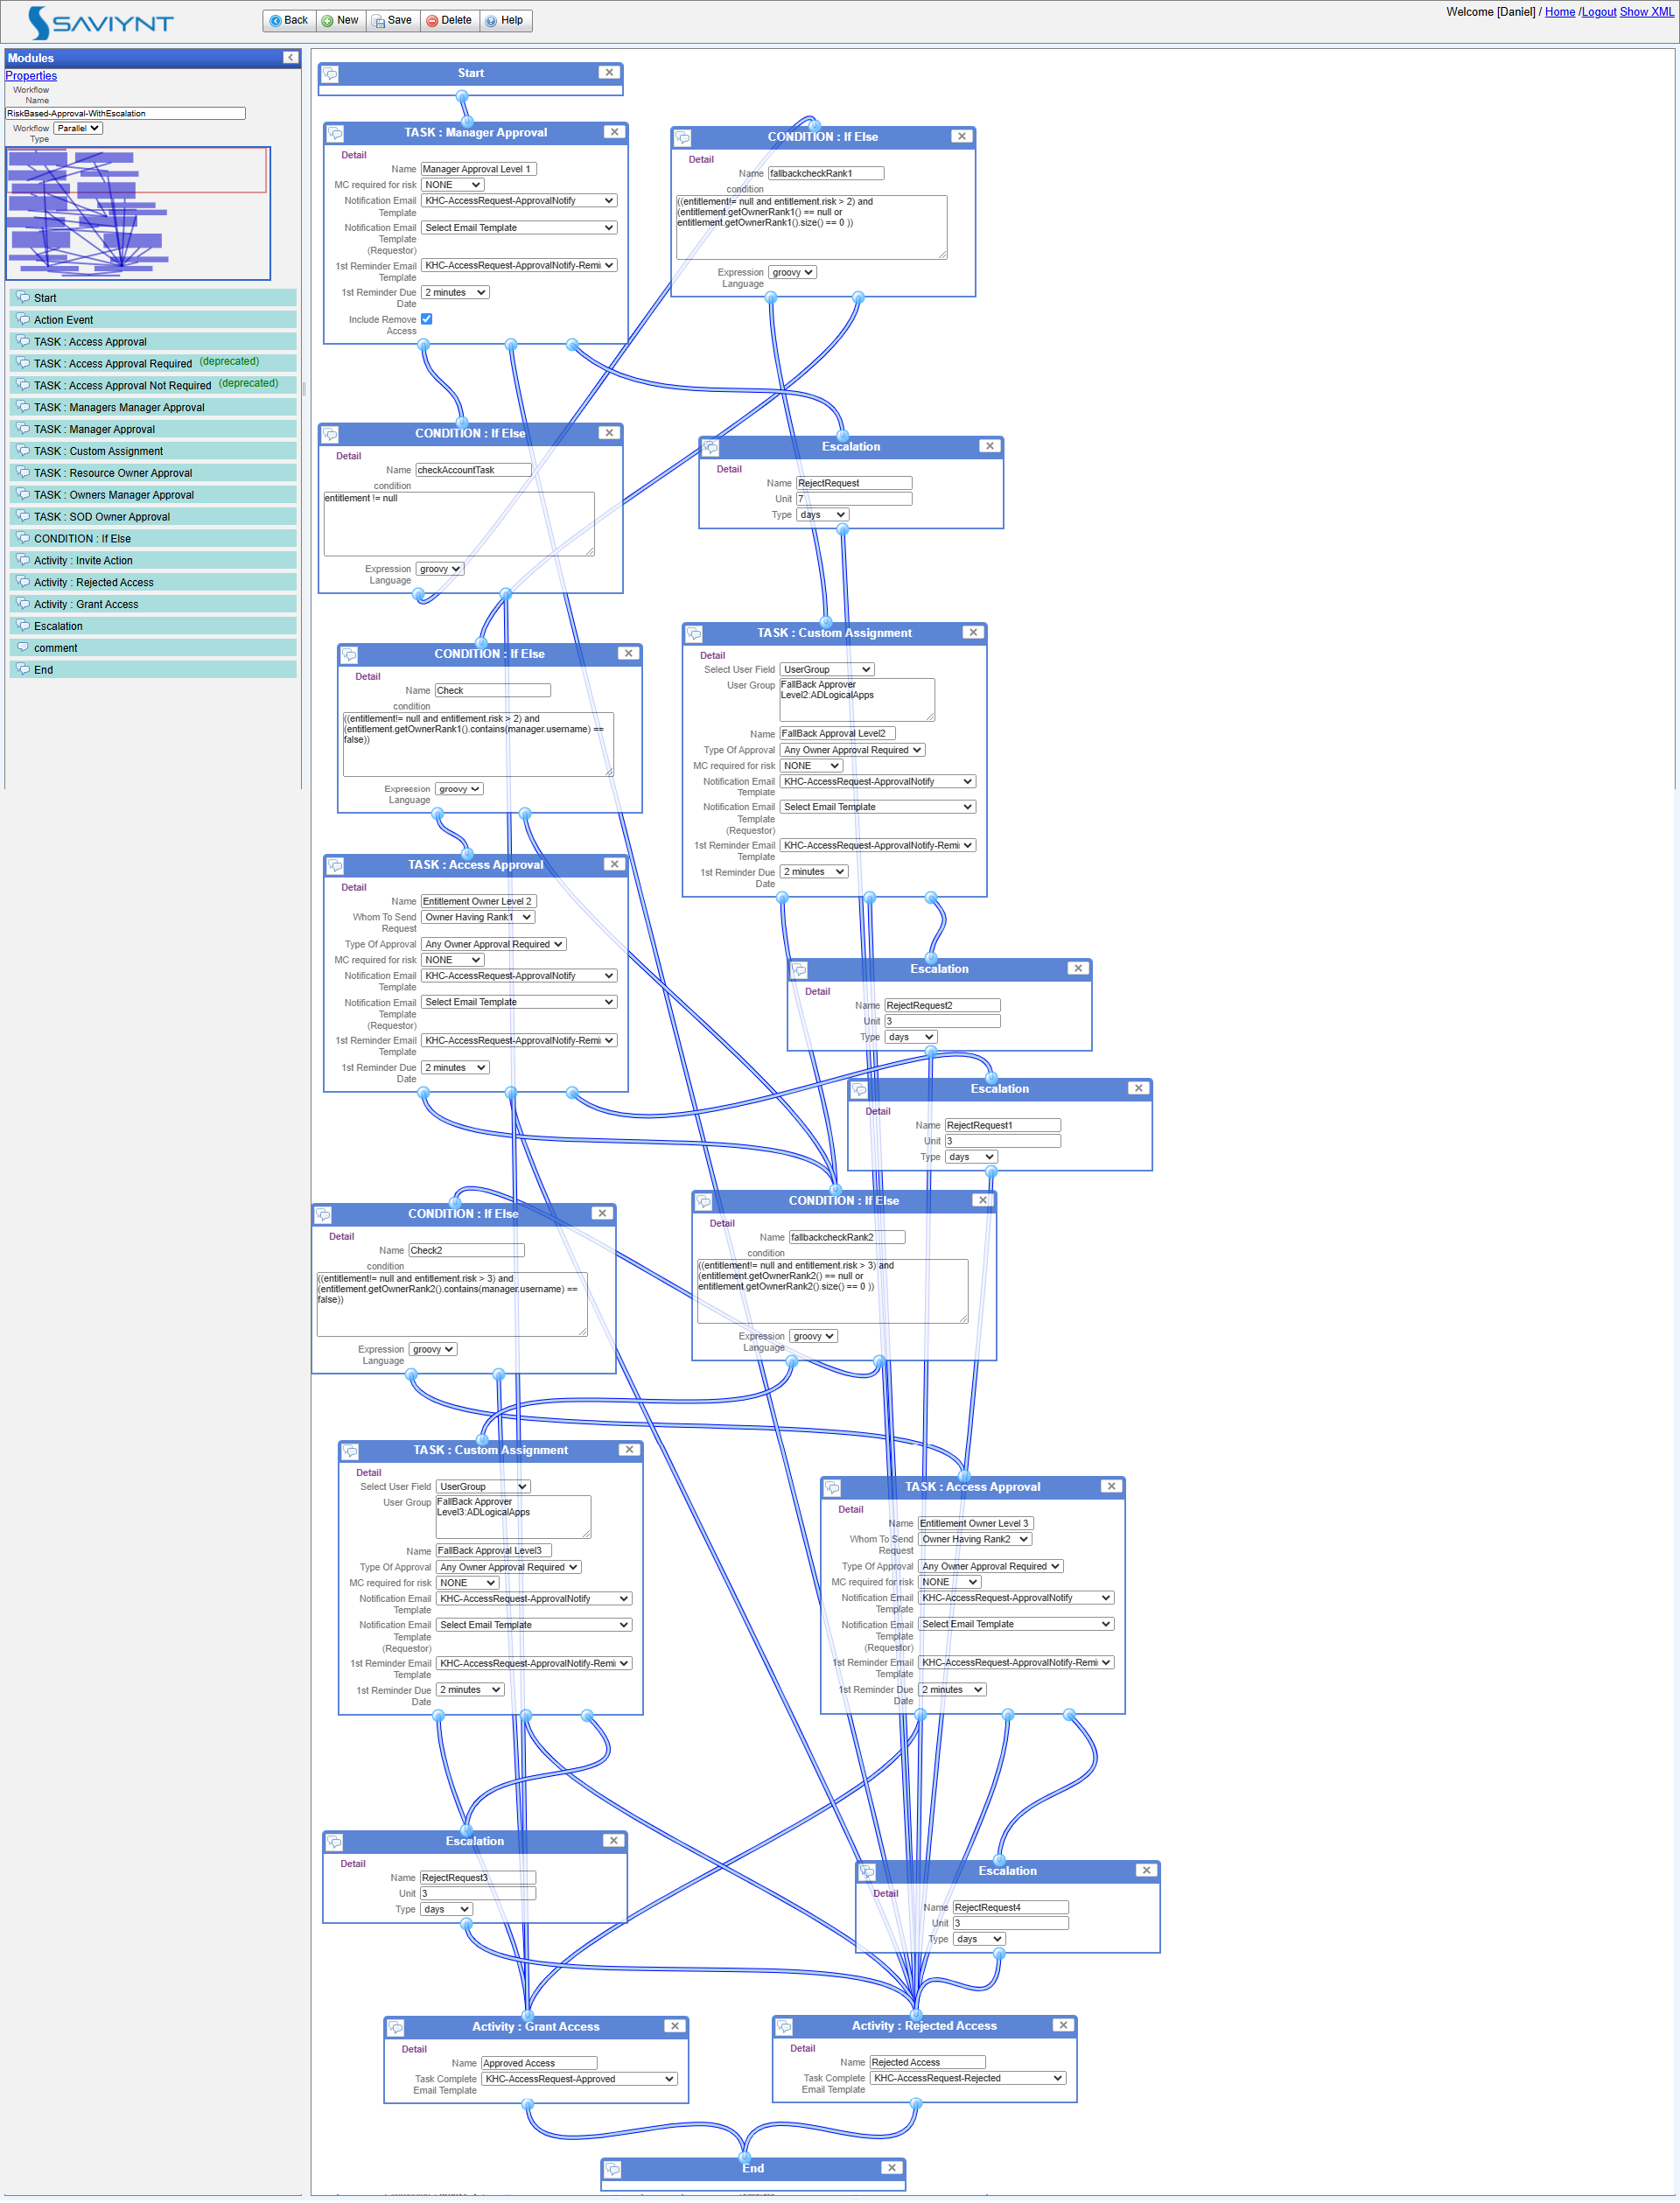 SAVIYNT
Back New Save Delete Help
Welcome [Daniel] / Home /Logout Show XML
Modules
Properties
Workflow
Name
RiskBased-Approval-WithEscalation
Workflow Parallel
Type
Start
Action Event
TASK : Access Approval
TASK : Access Approval Required (deprecated)
TASK : Access Approval Not Required (deprecated)
TASK : Managers Manager Approval
TASK : Manager Approval
TASK : Custom Assignment
TASK : Resource Owner Approval
TASK : Owners Manager Approval
TASK : SOD Owner Approval
CONDITION : If Else
Activity : Invite Action
Activity : Rejected Access
Activity : Grant Access
Escalation
comment
End
Start
TASK : Manager Approval
Detail
Name Manager Approval Level 1
MC required for risk NONE
Notification Email KHC-AccessRequest-ApprovalNotify
Template
Notification Email Select Email Template
Template
(Requestor)
1st Reminder Email KHC-AccessRequest-ApprovalNotify-Remi
Template
1st Reminder Due 2 minutes
Date
Include Remove
Access
CONDITION : If Else
Detail
Name fallbackcheckRank1
condition
((entitlement!= null and entitlement.risk > 2) and
(entitlement.getOwnerRank1() == null or
entitlement.getOwnerRank1().size() == 0 ))
Expression groovy
Language
CONDITION : If Else
Detail
Name checkAccountTask
condition
entitlement != null
Expression groovy
Language
Escalation
Detail
Name RejectRequest
Unit 7
Type days
CONDITION : If Else
Detail
Name Check
condition
((entitlement!= null and entitlement.risk > 2) and
(entitlement.getOwnerRank1().contains(manager.username) ==
false))
Expression groovy
Language
TASK : Custom Assignment
Detail
Select User Field UserGroup
User Group FallBack Approver
Level2:ADLogicalApps
Name FallBack Approval Level2
Type Of Approval Any Owner Approval Required
MC required for risk NONE
Notification Email KHC-AccessRequest-ApprovalNotify
Template
Notification Email Select Email Template
Template
(Requestor)
1st Reminder Email KHC-AccessRequest-ApprovalNotify-Remi
Template
1st Reminder Due 2 minutes
Date
TASK : Access Approval
Detail
Name Entitlement Owner Level 2
Whom To Send Owner Having Rank1
Request
Type Of Approval Any Owner Approval Required
MC required for risk NONE
Notification Email KHC-AccessRequest-ApprovalNotify
Template
Notification Email Select Email Template
Template
(Requestor)
1st Reminder Email KHC-AccessRequest-ApprovalNotify-Remi
Template
1st Reminder Due 2 minutes
Date
Escalation
Detail
Name RejectRequest2
Unit 3
Type days
Escalation
Detail
Name RejectRequest1
Unit 3
Type days
CONDITION : If Else
Detail
Name Check2
condition
((entitlement!= null and entitlement.risk > 3) and
(entitlement.getOwnerRank2().contains(manager.username) ==
false))
Expression groovy
Language
CONDITION : If Else
Detail
Name fallbackcheckRank2
condition
((entitlement!= null and entitlement.risk > 3) and
(entitlement.getOwnerRank2() == null or
entitlement.getOwnerRank2().size() == 0 ))
Expression groovy
Language
TASK : Custom Assignment
Detail
Select User Field UserGroup
User Group FallBack Approver
Level3:ADLogicalApps
Name FallBack Approval Level3
Type Of Approval Any Owner Approval Required
MC required for risk NONE
Notification Email KHC-AccessRequest-ApprovalNotify
Template
Notification Email Select Email Template
Template
(Requestor)
1st Reminder Email KHC-AccessRequest-ApprovalNotify-Remi
Template
1st Reminder Due 2 minutes
Date
TASK : Access Approval
Detail
Name Entitlement Owner Level 3
Whom To Send Owner Having Rank2
Request
Type Of Approval Any Owner Approval Required
MC required for risk NONE
Notification Email KHC-AccessRequest-ApprovalNotify
Template
Notification Email Select Email Template
Template
(Requestor)
1st Reminder Email KHC-AccessRequest-ApprovalNotify-Remi
Template
1st Reminder Due 2 minutes
Date
Escalation
Detail
Name RejectRequest3
Unit 3
Type days
Escalation
Detail
Name RejectRequest4
Unit 3
Type days
Activity : Grant Access
Detail
Name Approved Access
Task Complete KHC-AccessRequest-Approved
Email Template
Activity : Rejected Access
Detail
Name Rejected Access
Task Complete KHC-AccessRequest-Rejected
Email Template
End